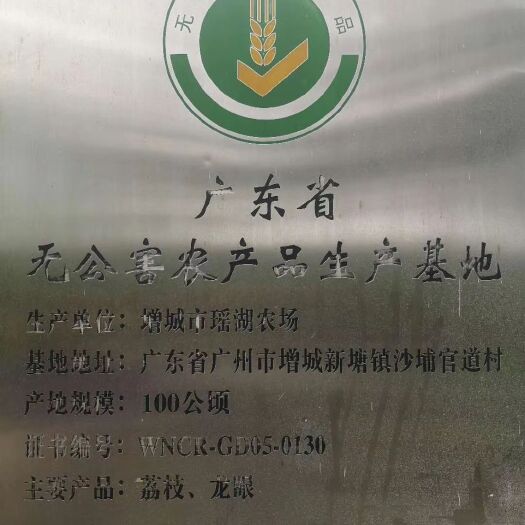 无 品
广东省
无公害农产品生产基地
生产单位：增城市瑶湖农场
基地地址：广东省广州市增城新塘镇沙埔官道村
产地规模：100公顷
证书编号：WNCR-GD05-0130
主要产品：荔枝、龙眼